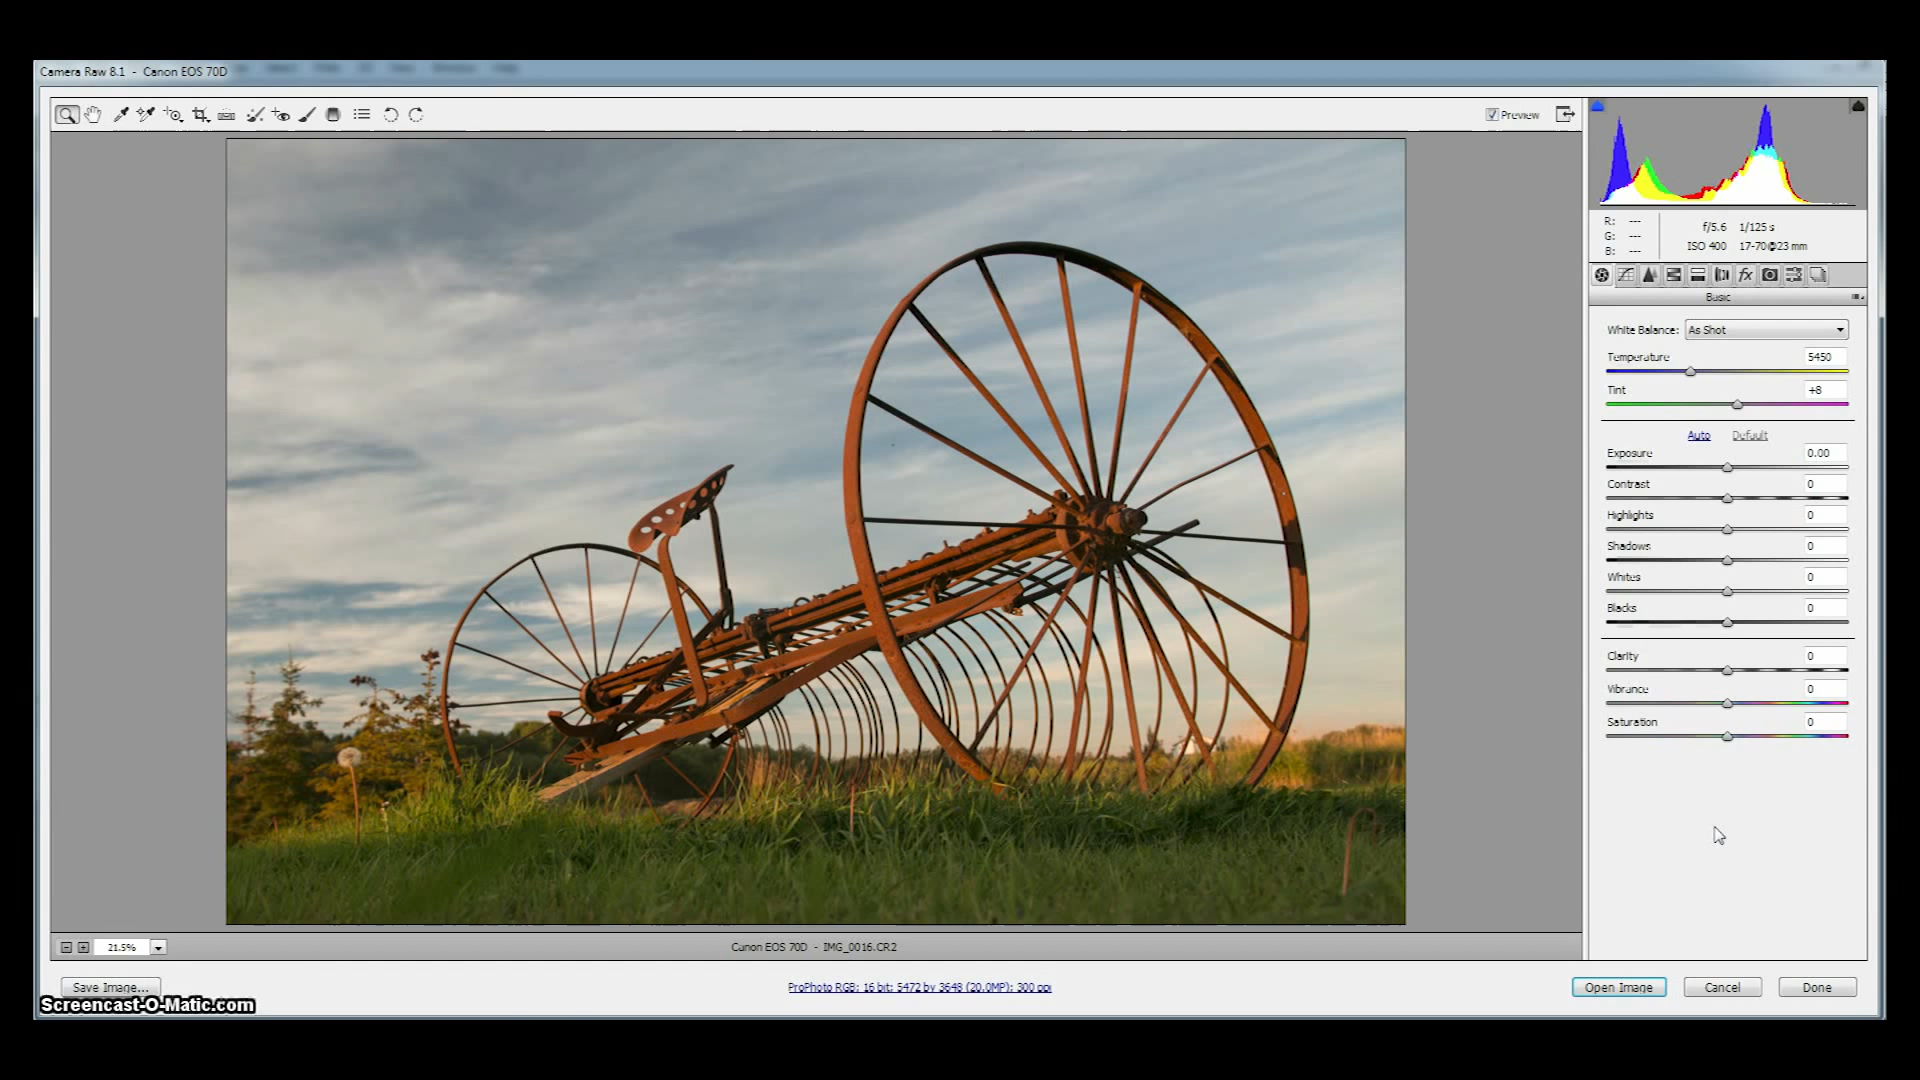 Camera Raw 8.1 - Canon EOS 70D
Preview
R: ---
G: ---
B: ---
f/5.6 1/125 s
ISO 400 17-70@23 mm
Basic
White Balance: As Shot
Temperature 5450
Tint +8
Auto Default
Exposure 0.00
Contrast 0
Highlights 0
Shadows 0
Whites 0
Blacks 0
Clarity 0
Vibrance 0
Saturation 0
21.5%
Canon EOS 70D - IMG_0016.CR2
Save Image...
ProPhoto RGB; 16 bit; 5472 by 3648 (20.0MP); 300 ppi
Open Image
Cancel
Done
Screencast-O-Matic.com